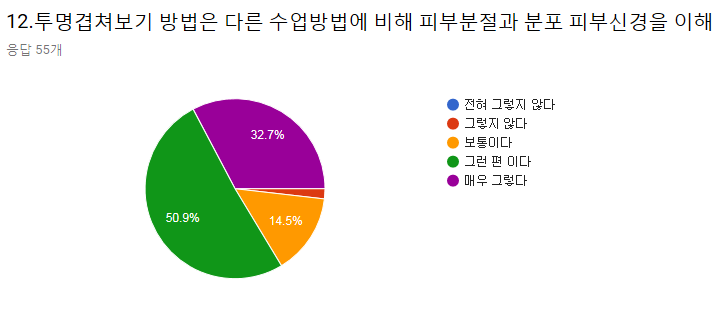 12.투명겹쳐보기 방법은 다른 수업방법에 비해 피부분절과 분포 피부신경을 이해
응답 55개
전혀 그렇지 않다
그렇지 않다
보통이다
그런 편 이다
매우 그렇다
32.7%
14.5%
50.9%